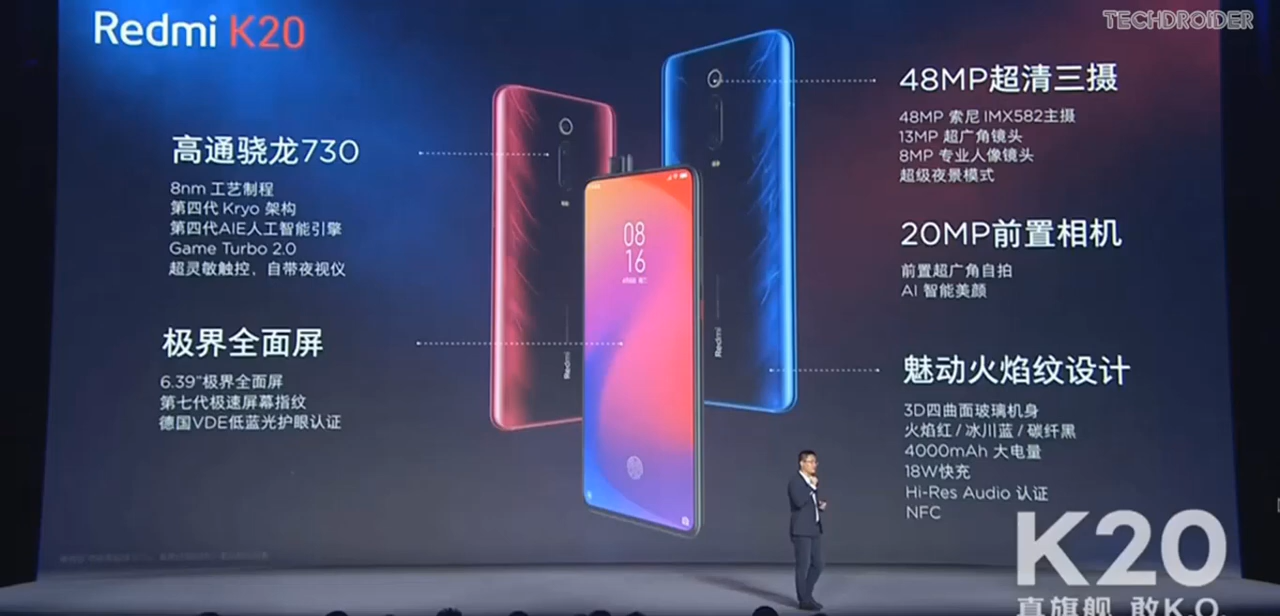 TECHDROIDER
Redmi K20
高通骁龙730
8nm 工艺制程
第四代 Kryo 架构
第四代AIE人工智能引擎
Game Turbo 2.0
超灵敏触控，自带夜视仪
极界全面屏
6.39"极界全面屏
第七代极速屏幕指纹
德国VDE低蓝光护眼认证
08
16
Redmi
Redmi
48MP超清三摄
48MP 索尼 IMX582主摄
13MP 超广角镜头
8MP 专业人像镜头
超级夜景模式
20MP前置相机
前置超广角自拍
AI 智能美颜
魅动火焰纹设计
3D四曲面玻璃机身
火焰红 / 冰川蓝 / 碳纤黑
4000mAh 大电量
18W快充
Hi-Res Audio 认证
NFC
K20
真旗舰 敢K.O.